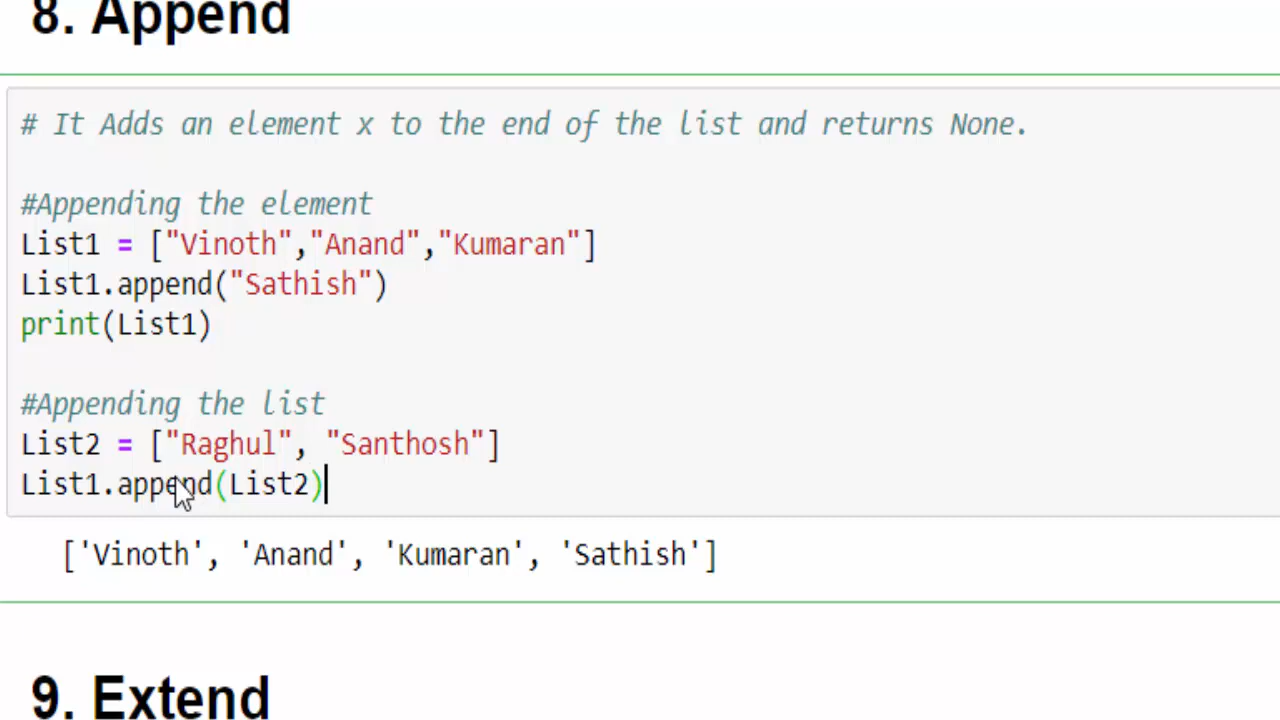 8. Append
# It Adds an element x to the end of the list and returns None.
#Appending the element
List1 = ["Vinoth","Anand","Kumaran"]
List1.append("Sathish")
print(List1)
#Appending the list
List2 = ["Raghul", "Santhosh"]
List1.append(List2)
['Vinoth', 'Anand', 'Kumaran', 'Sathish']
9. Extend